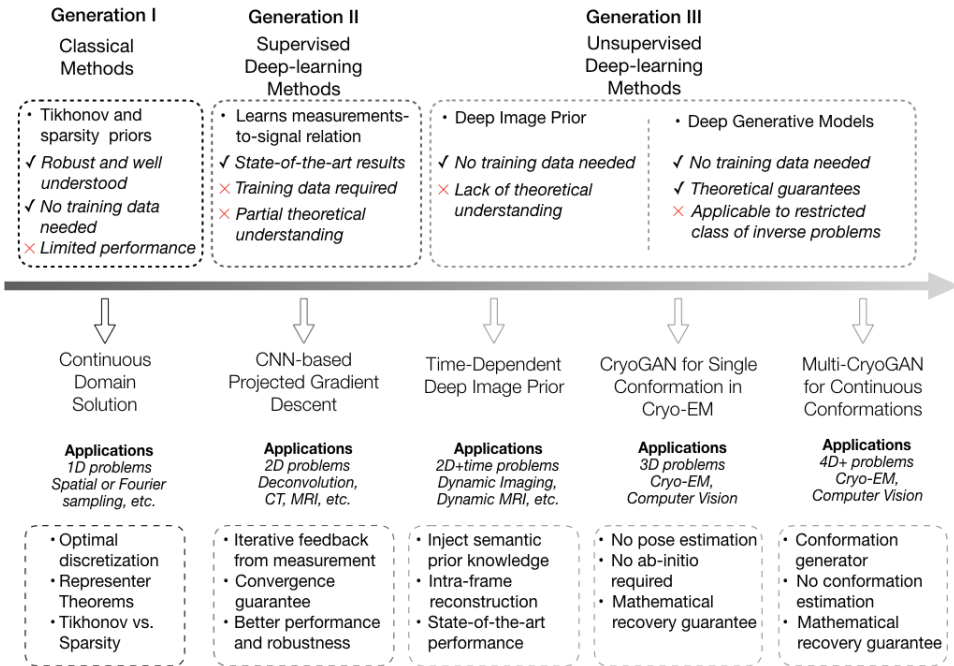 Generation I
Classical
Methods
• Tikhonov and
sparsity priors
✓ Robust and well
understood
✓ No training data
needed
× Limited performance
Generation II
Supervised
Deep-learning
Methods
• Learns measurements-
to-signal relation
✓ State-of-the-art results
× Training data required
× Partial theoretical
understanding
Generation III
Unsupervised
Deep-learning
Methods
• Deep Image Prior
✓ No training data needed
× Lack of theoretical
understanding
• Deep Generative Models
✓ No training data needed
✓ Theoretical guarantees
× Applicable to restricted
class of inverse problems
Continuous
Domain
Solution
Applications
1D problems
Spatial or Fourier
sampling, etc.
• Optimal
discretization
• Representer
Theorems
• Tikhonov vs.
Sparsity
CNN-based
Projected Gradient
Descent
Applications
2D problems
Deconvolution,
CT, MRI, etc.
• Iterative feedback
from measurement
• Convergence
guarantee
• Better performance
and robustness
Time-Dependent
Deep Image Prior
Applications
2D+time problems
Dynamic Imaging,
Dynamic MRI, etc.
• Inject semantic
prior knowledge
• Intra-frame
reconstruction
• State-of-the-art
performance
CryoGAN for Single
Conformation in
Cryo-EM
Applications
3D problems
Cryo-EM,
Computer Vision
• No pose estimation
• No ab-initio
required
• Mathematical
recovery guarantee
Multi-CryoGAN
for Continuous
Conformations
Applications
4D+ problems
Cryo-EM,
Computer Vision
• Conformation
generator
• No conformation
estimation
• Mathematical
recovery guarantee